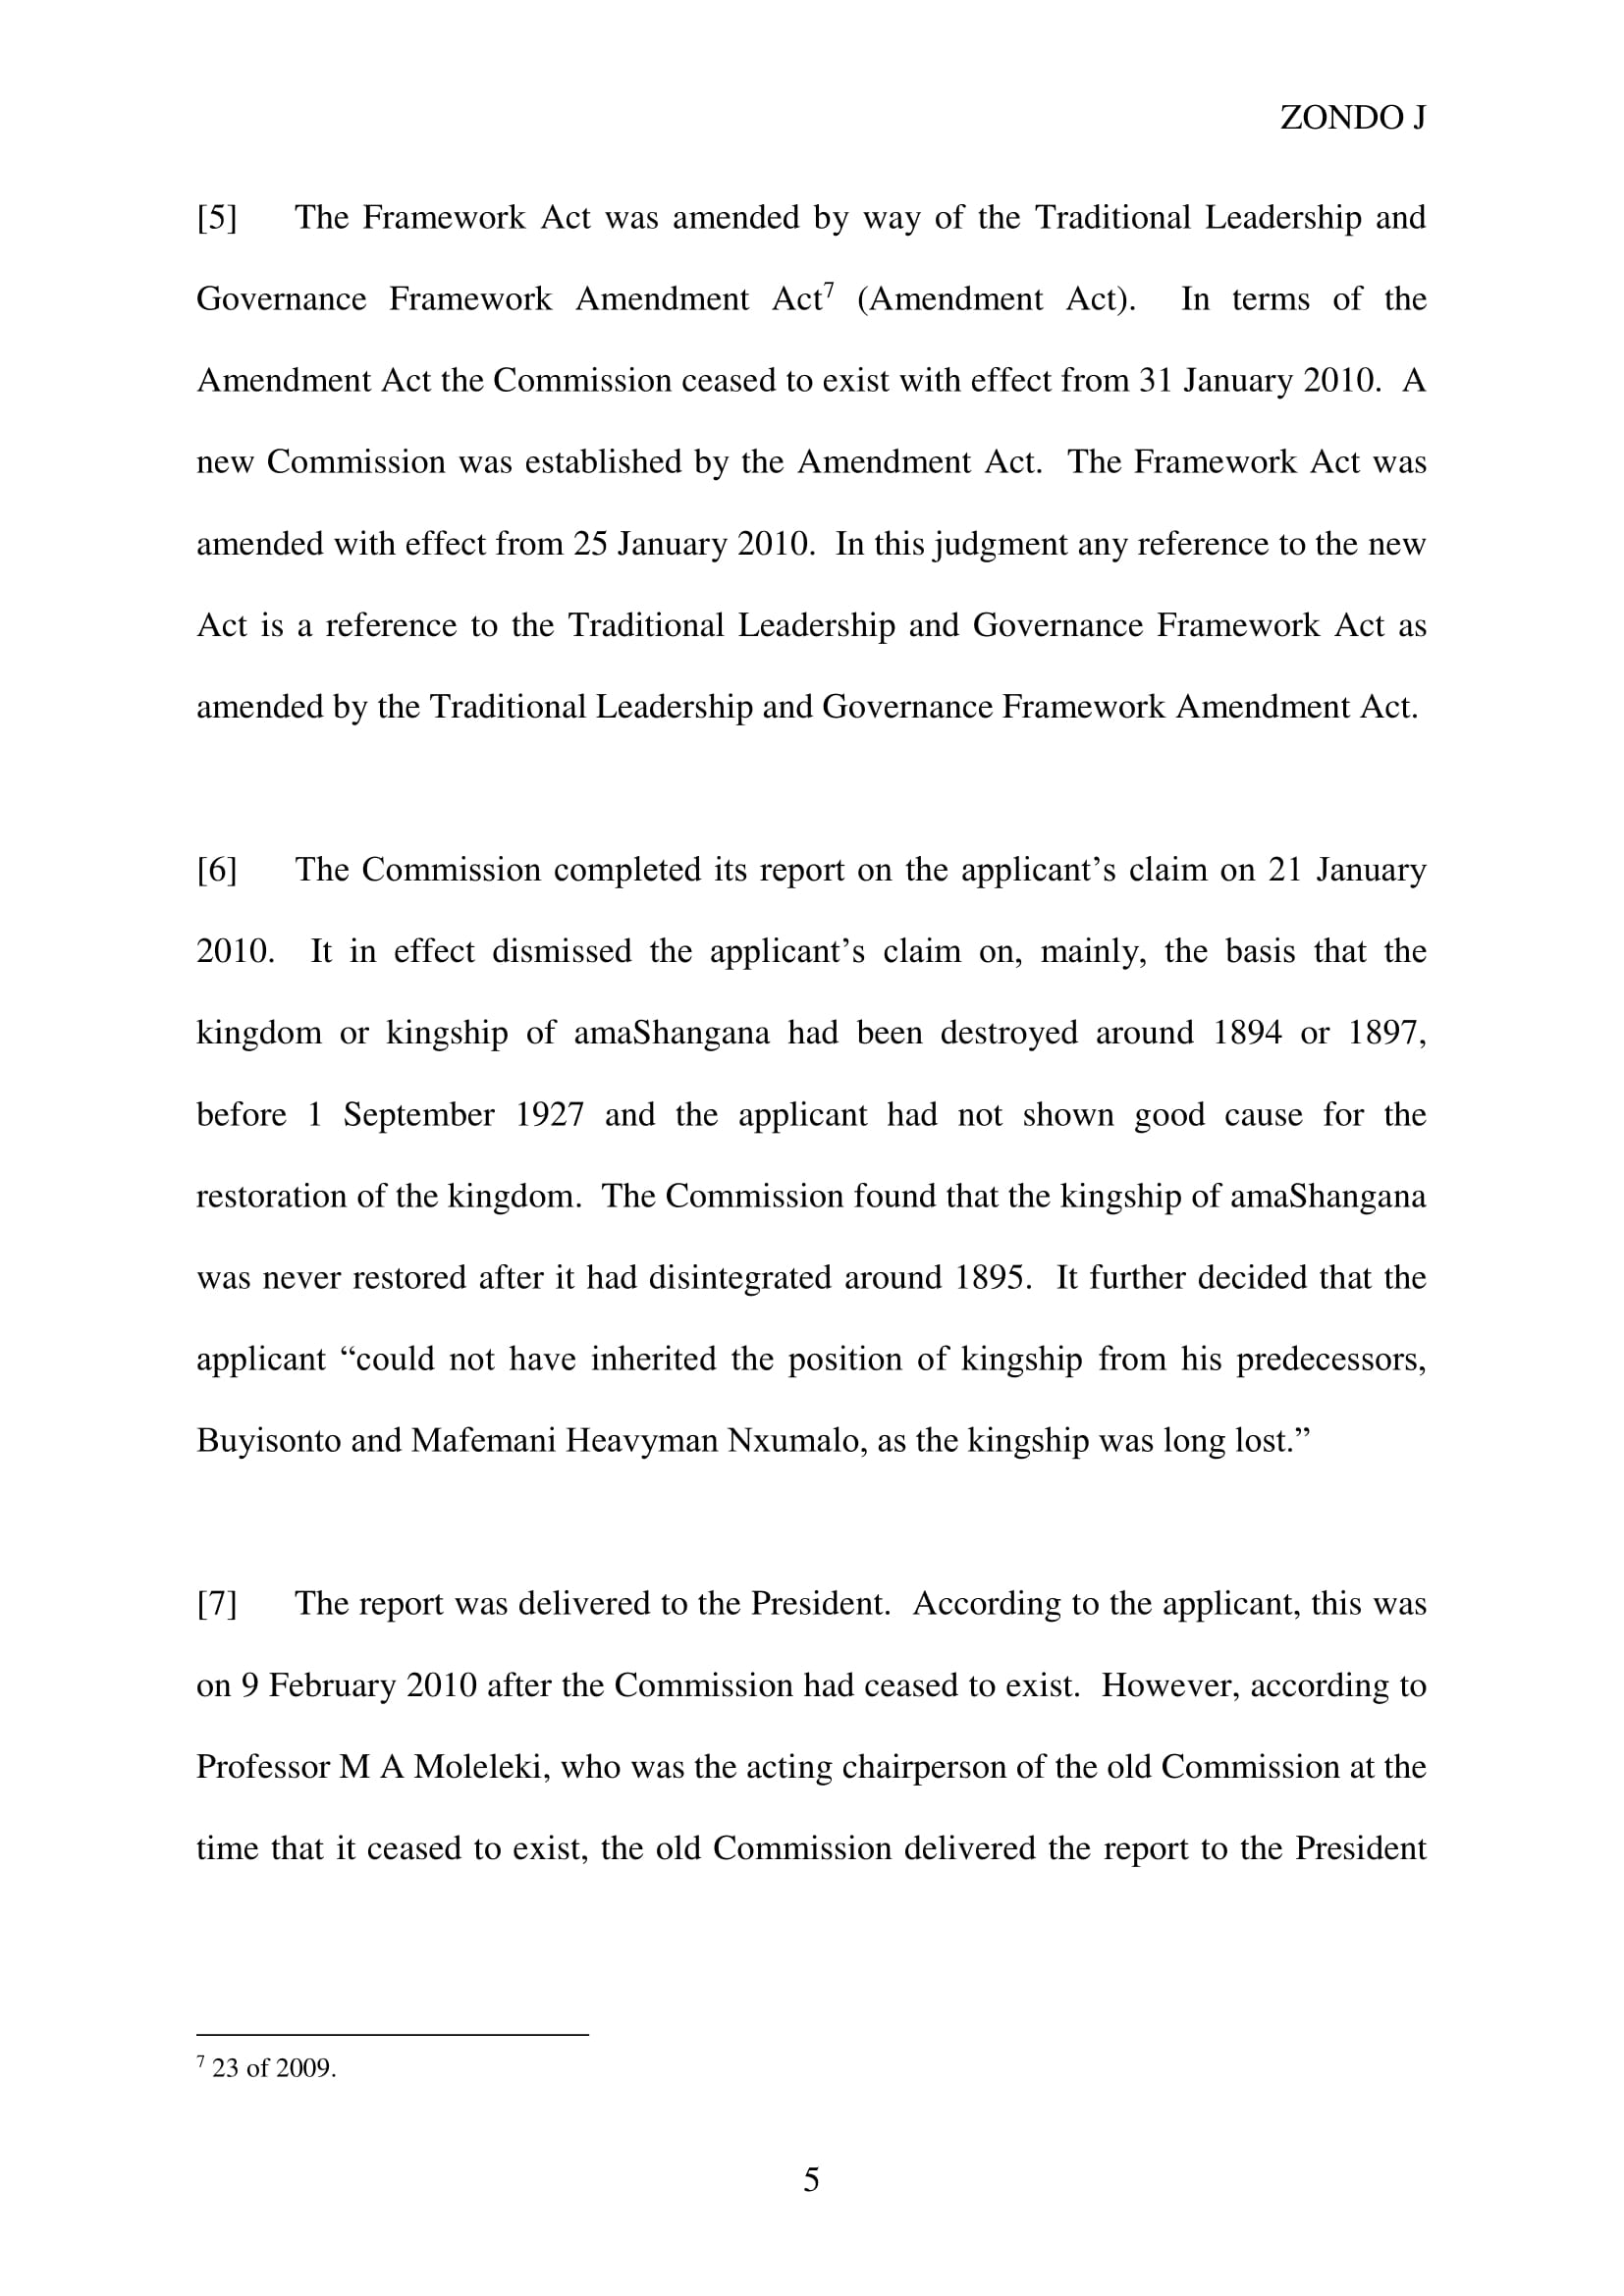 ZONDO J
[5] The Framework Act was amended by way of the Traditional Leadership and
Governance Framework Amendment Act7 (Amendment Act). In terms of the
Amendment Act the Commission ceased to exist with effect from 31 January 2010. A
new Commission was established by the Amendment Act. The Framework Act was
amended with effect from 25 January 2010. In this judgment any reference to the new
Act is a reference to the Traditional Leadership and Governance Framework Act as
amended by the Traditional Leadership and Governance Framework Amendment Act.
[6] The Commission completed its report on the applicant’s claim on 21 January
2010. It in effect dismissed the applicant’s claim on, mainly, the basis that the
kingdom or kingship of amaShangana had been destroyed around 1894 or 1897,
before 1 September 1927 and the applicant had not shown good cause for the
restoration of the kingdom. The Commission found that the kingship of amaShangana
was never restored after it had disintegrated around 1895. It further decided that the
applicant “could not have inherited the position of kingship from his predecessors,
Buyisonto and Mafemani Heavyman Nxumalo, as the kingship was long lost.”
[7] The report was delivered to the President. According to the applicant, this was
on 9 February 2010 after the Commission had ceased to exist. However, according to
Professor M A Moleleki, who was the acting chairperson of the old Commission at the
time that it ceased to exist, the old Commission delivered the report to the President
7 23 of 2009.
5